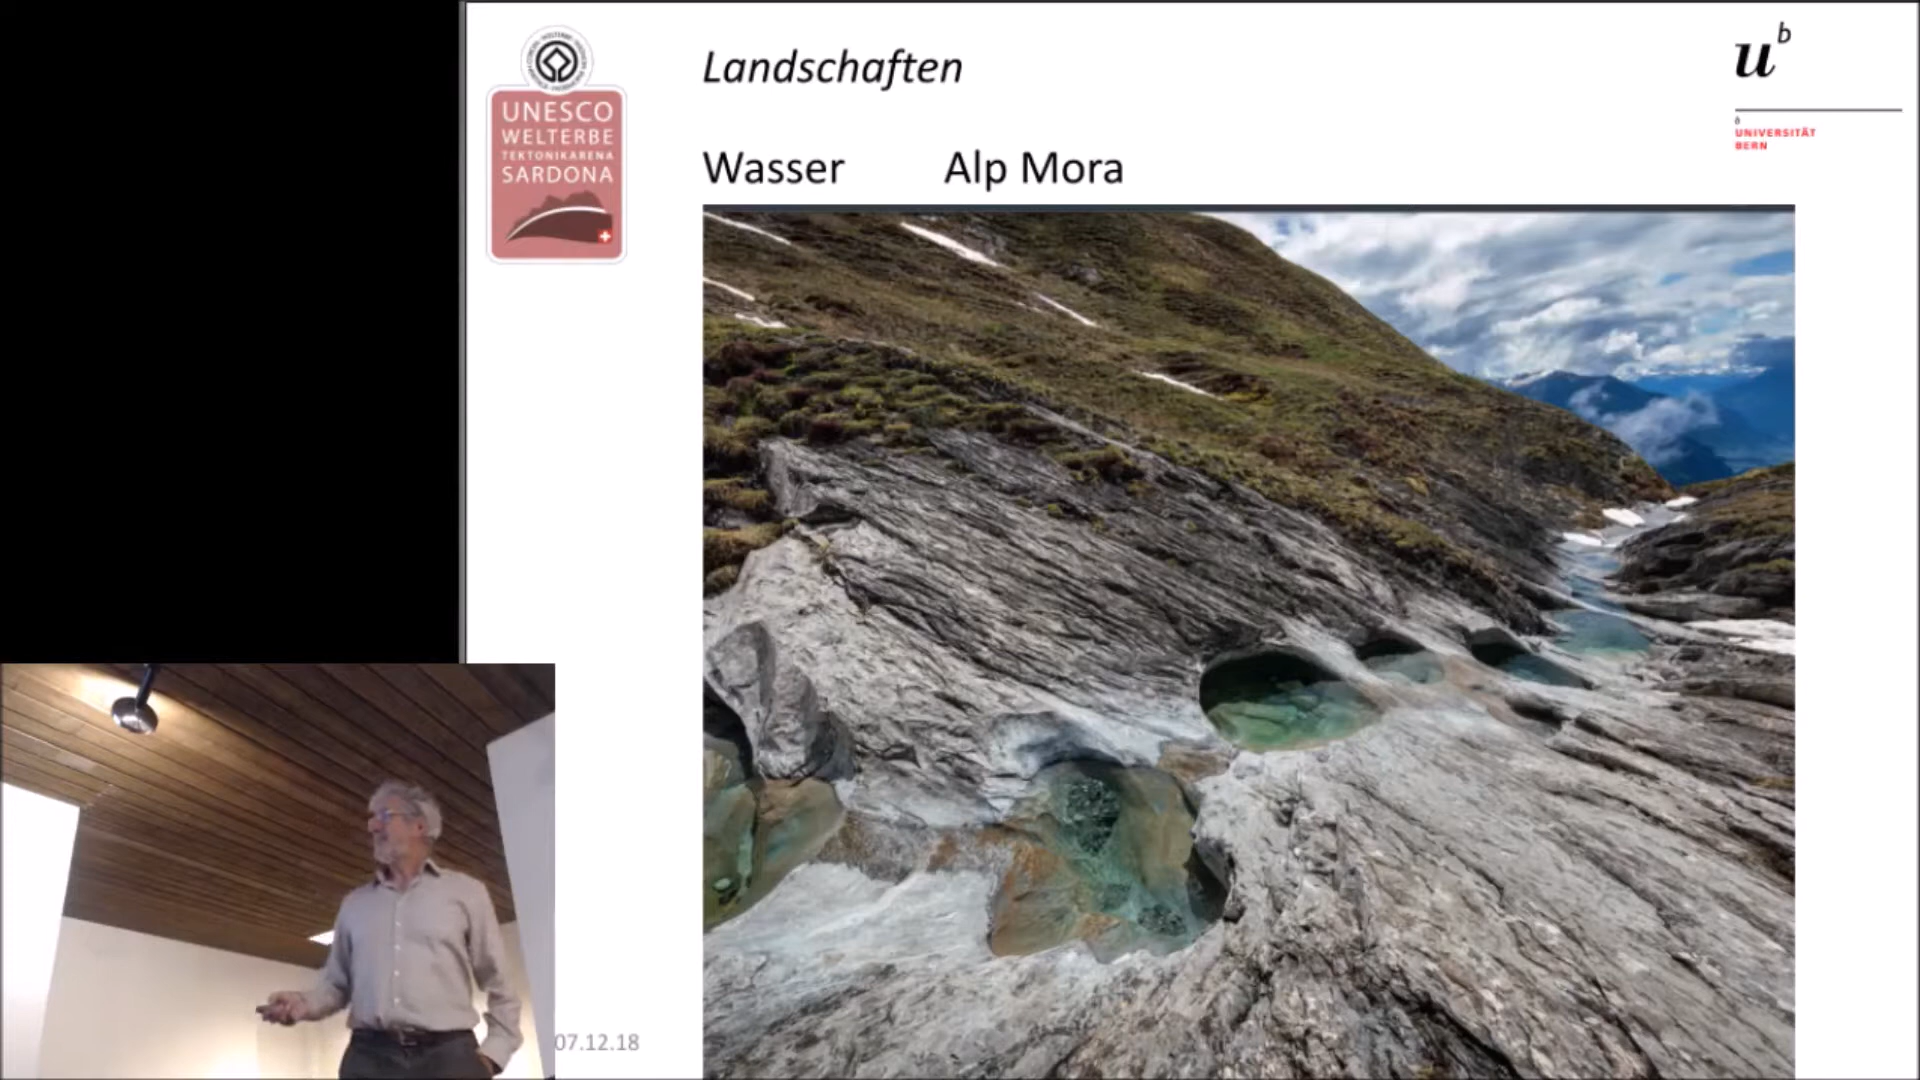 UNESCO
WELTERBE
TEKTONIKARENA
SARDONA
Landschaften
Wasser Alp Mora
u^b
b
UNIVERSITÄT
BERN
07.12.18